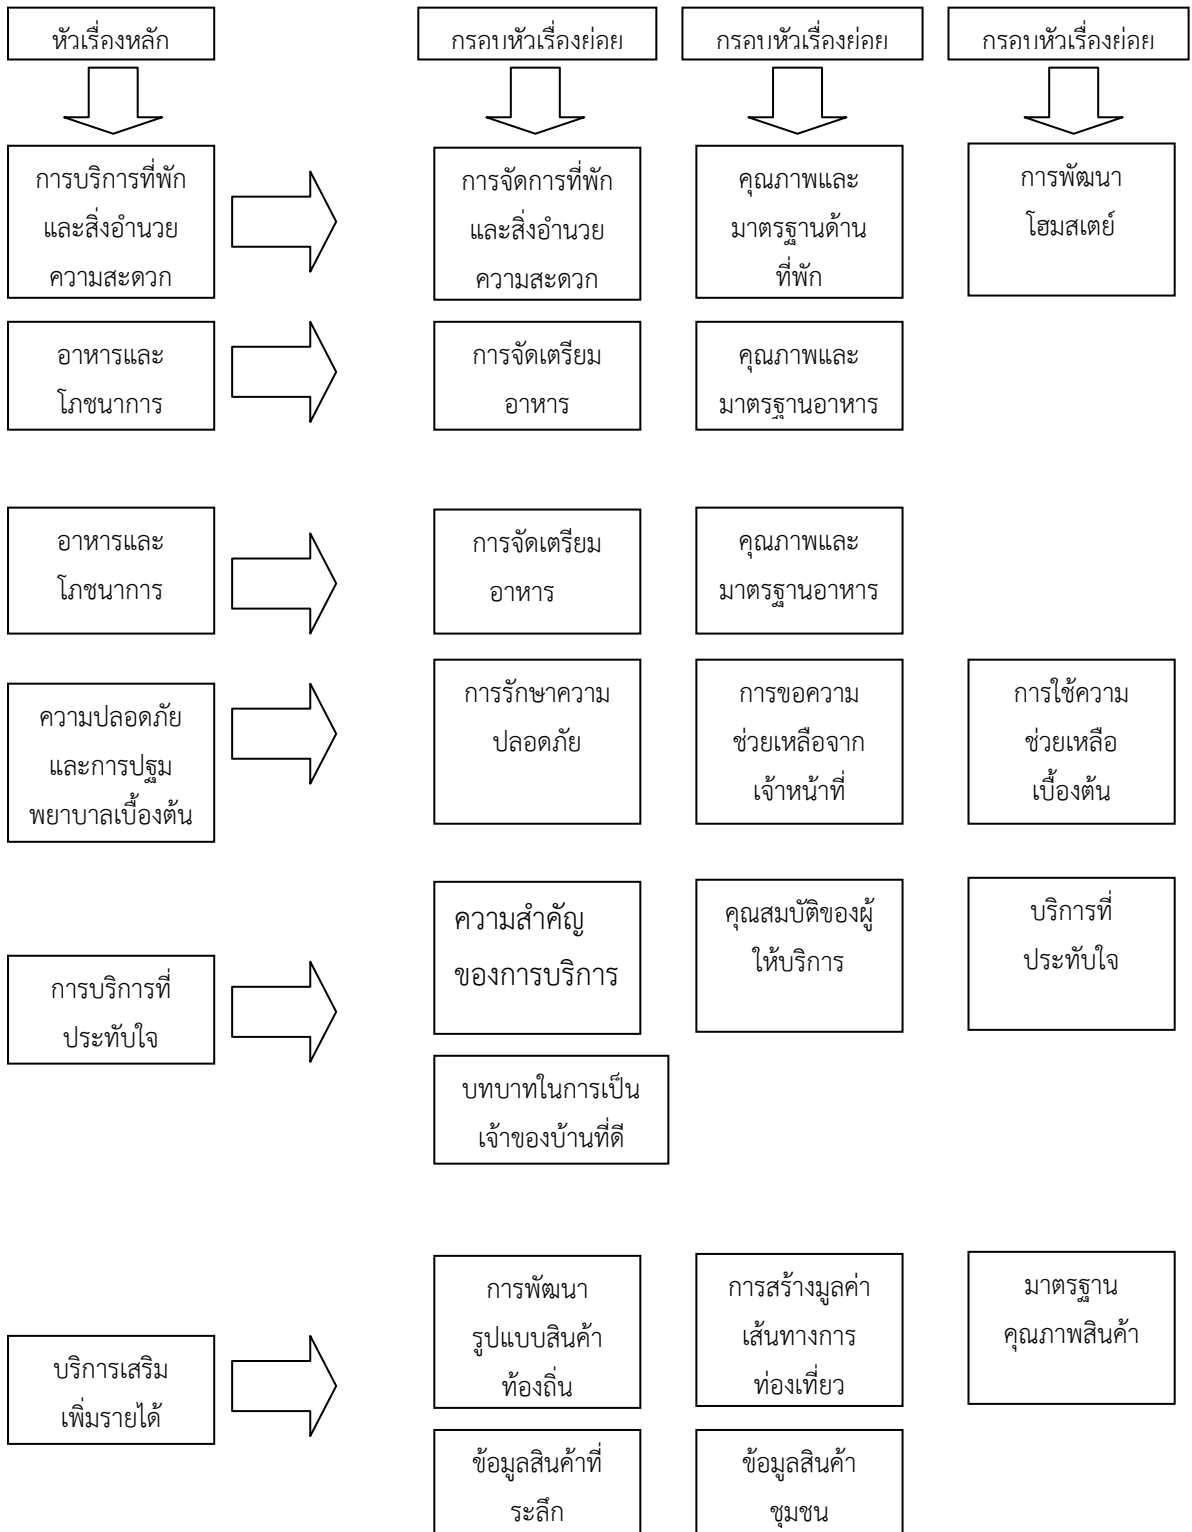 หัวเรื่องหลัก
กรอบหัวเรื่องย่อย
กรอบหัวเรื่องย่อย
กรอบหัวเรื่องย่อย
การบริการที่พัก
และสิ่งอำนวย
ความสะดวก
การจัดการที่พัก
และสิ่งอำนวย
ความสะดวก
คุณภาพและ
มาตรฐานด้าน
ที่พัก
การพัฒนา
โฮมสเตย์
อาหารและ
โภชนาการ
การจัดเตรียม
อาหาร
คุณภาพและ
มาตรฐานอาหาร
อาหารและ
โภชนาการ
การจัดเตรียม
อาหาร
คุณภาพและ
มาตรฐานอาหาร
ความปลอดภัย
และการปฐม
พยาบาลเบื้องต้น
การรักษาความ
ปลอดภัย
การขอความ
ช่วยเหลือจาก
เจ้าหน้าที่
การใช้ความ
ช่วยเหลือ
เบื้องต้น
การบริการที่
ประทับใจ
ความสำคัญ
ของการบริการ
คุณสมบัติของผู้
ให้บริการ
บริการที่
ประทับใจ
บทบาทในการเป็น
เจ้าของบ้านที่ดี
บริการเสริม
เพิ่มรายได้
การพัฒนา
รูปแบบสินค้า
ท้องถิ่น
การสร้างมูลค่า
เส้นทางการ
ท่องเที่ยว
มาตรฐาน
คุณภาพสินค้า
ข้อมูลสินค้าที่
ระลึก
ข้อมูลสินค้า
ชุมชน